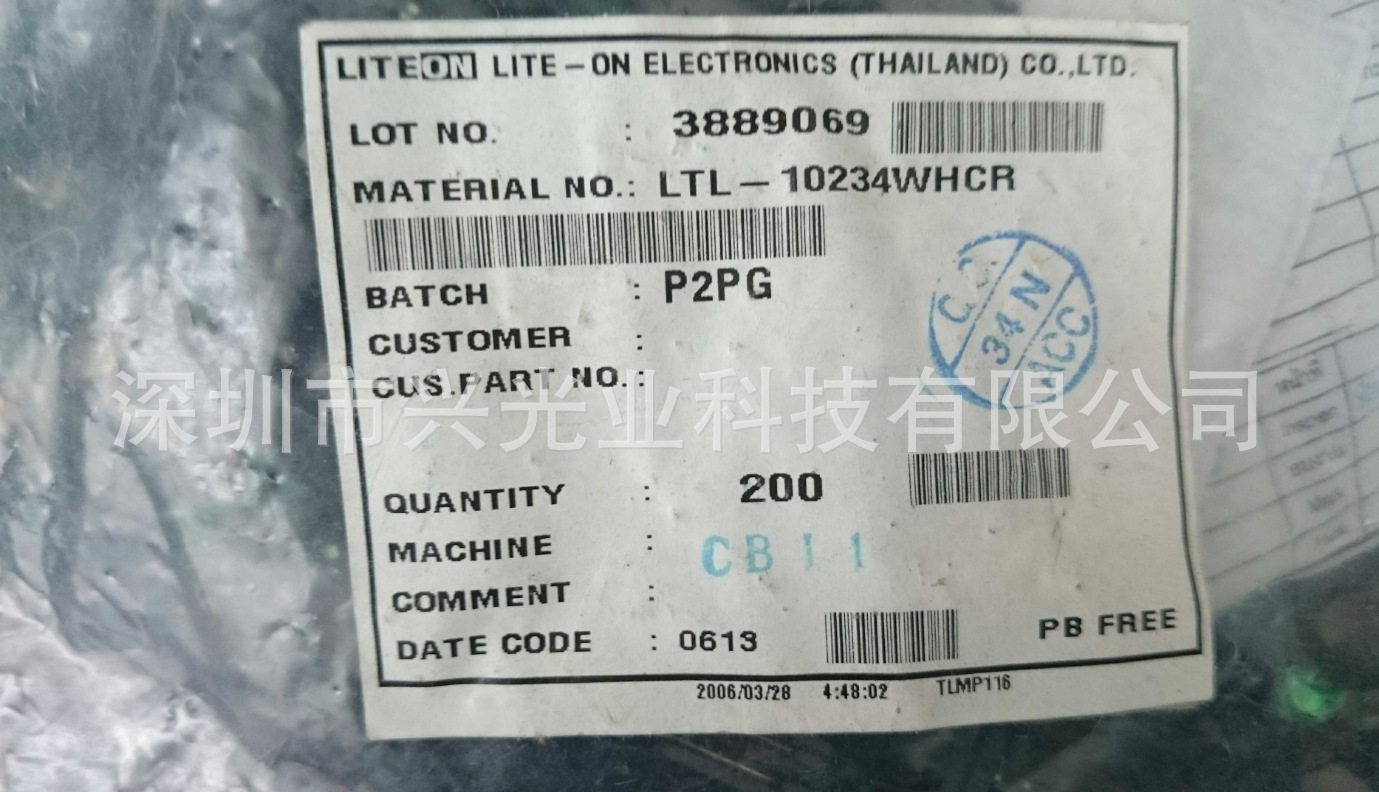 LITEON LITE-ON ELECTRONICS (THAILAND) CO.,LTD.
LOT NO. : 3889069
MATERIAL NO.: LTL-10234WHCR
BATCH : P2PG
CUSTOMER :
CUS.PART NO. :
深圳市兴光业科技有限公司
34N
QUANTITY : 200
MACHINE : CB11
COMMENT :
DATE CODE : 0613
PB FREE
2006/03/28 4:48:02 TLMP116